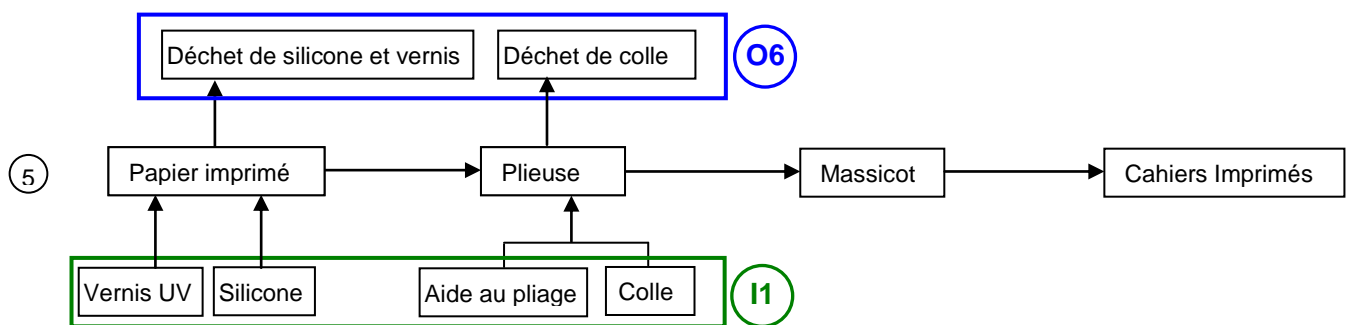 Déchet de silicone et vernis
Déchet de colle
O6
5
Papier imprimé
Plieuse
Massicot
Cahiers Imprimés
Vernis UV
Silicone
Aide au pliage
Colle
I1